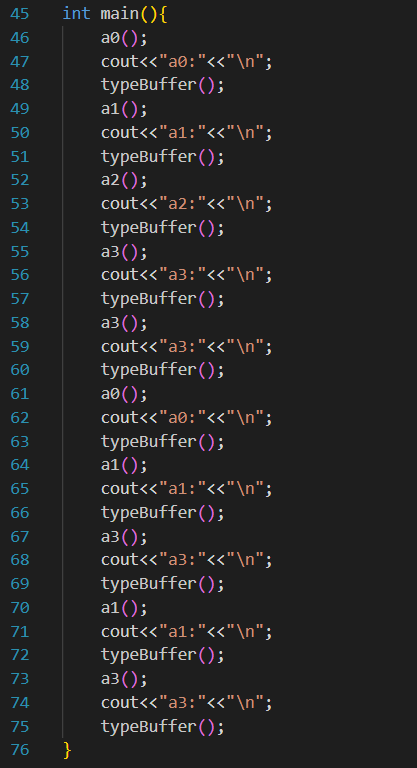 45 int main(){
46 a0();
47 cout<<"a0:"<<"\n";
48 typeBuffer();
49 a1();
50 cout<<"a1:"<<"\n";
51 typeBuffer();
52 a2();
53 cout<<"a2:"<<"\n";
54 typeBuffer();
55 a3();
56 cout<<"a3:"<<"\n";
57 typeBuffer();
58 a3();
59 cout<<"a3:"<<"\n";
60 typeBuffer();
61 a0();
62 cout<<"a0:"<<"\n";
63 typeBuffer();
64 a1();
65 cout<<"a1:"<<"\n";
66 typeBuffer();
67 a3();
68 cout<<"a3:"<<"\n";
69 typeBuffer();
70 a1();
71 cout<<"a1:"<<"\n";
72 typeBuffer();
73 a3();
74 cout<<"a3:"<<"\n";
75 typeBuffer();
76 }